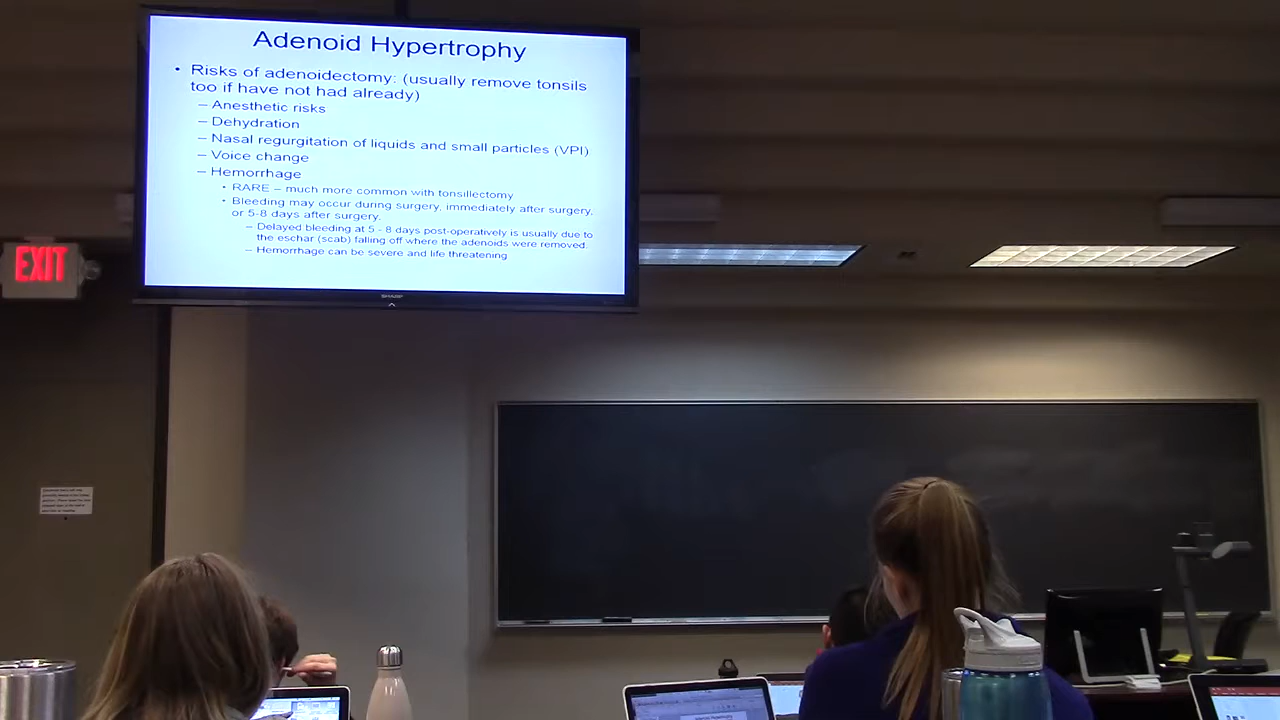 Adenoid Hypertrophy
• Risks of adenoidectomy: (usually remove tonsils
too if have not had already)
– Anesthetic risks
– Dehydration
– Nasal regurgitation of liquids and small particles (VPI)
– Voice change
– Hemorrhage
• RARE – much more common with tonsillectomy
• Bleeding may occur during surgery, immediately after surgery,
or 5-8 days after surgery.
– Delayed bleeding at 5 - 8 days post-operatively is usually due to
the eschar (scab) falling off where the adenoids were removed.
– Hemorrhage can be severe and life threatening
SHARP
EXIT